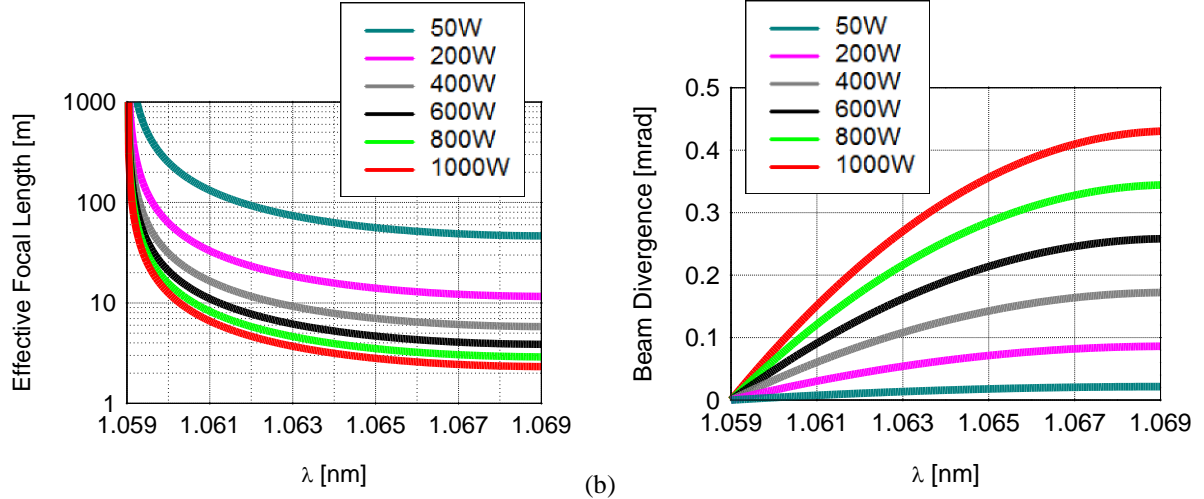 50W
200W
400W
600W
800W
1000W
Effective Focal Length [m]
1000
100
10
1
1.059 1.061 1.063 1.065 1.067 1.069
λ [nm]
(b)
50W
200W
400W
600W
800W
1000W
Beam Divergence [mrad]
0.5
0.4
0.3
0.2
0.1
0
1.059 1.061 1.063 1.065 1.067 1.069
λ [nm]